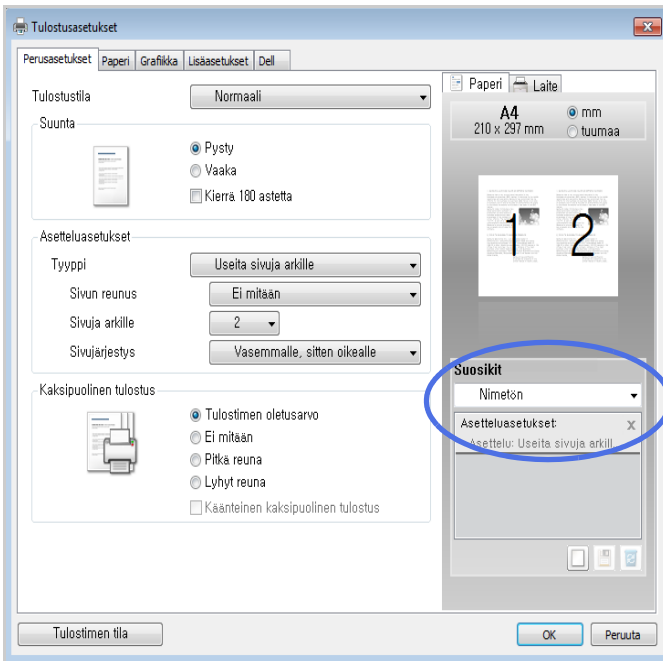 Tulostusasetukset
Perusasetukset Paperi Grafiikka Lisäasetukset Dell
Tulostustila Normaali
Suunta
Pysty
Vaaka
Kierrä 180 astetta
Asetteluasetukset
Tyyppi Useita sivuja arkille
Sivun reunus Ei mitään
Sivuja arkille 2
Sivujärjestys Vasemmalle, sitten oikealle
Kaksipuolinen tulostus
Tulostimen oletusarvo
Ei mitään
Pitkä reuna
Lyhyt reuna
Käänteinen kaksipuolinen tulostus
Paperi Laite
A4
210 x 297 mm
mm
tuumaa
1 2
Suosikit
Nimetön
Asetteluasetukset: X
Asettelu: Useita sivuja arkill
Tulostimen tila OK Peruuta